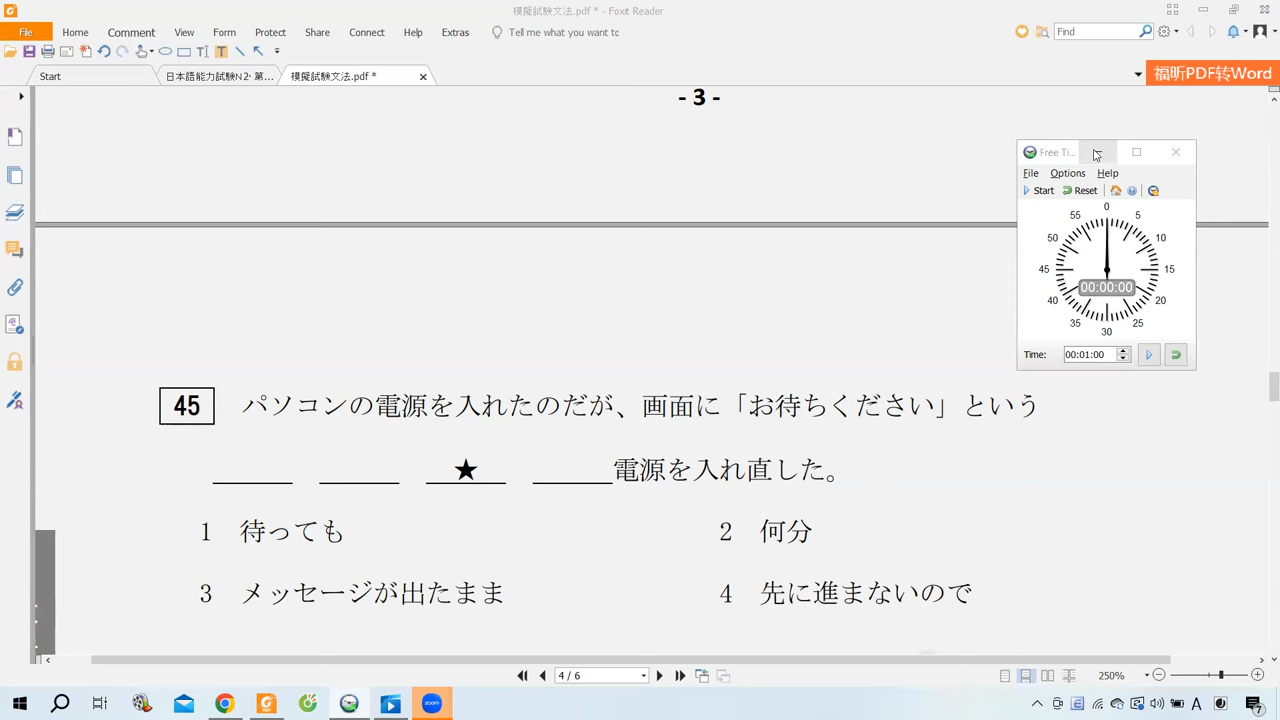 模擬試験文法.pdf * - Foxit Reader
File Home Comment View Form Protect Share Connect Help Extras Tell me what you want to Find
Start 日本語能力試験N2- 第... 模擬試験文法.pdf * 福昕PDF转Word
- 3 -
Free Ti...
File Options Help
Start Reset
0
5
10
15
20
25
30
35
40
45
50
55
00:00:00
Time: 00:01:00
45 パソコンの電源を入れたのだが、画面に「お待ちください」という
★ 電源を入れ直した。
1 待っても 2 何分
3 メッセージが出たまま 4 先に進まないので
4 / 6 250%
zoom A 7